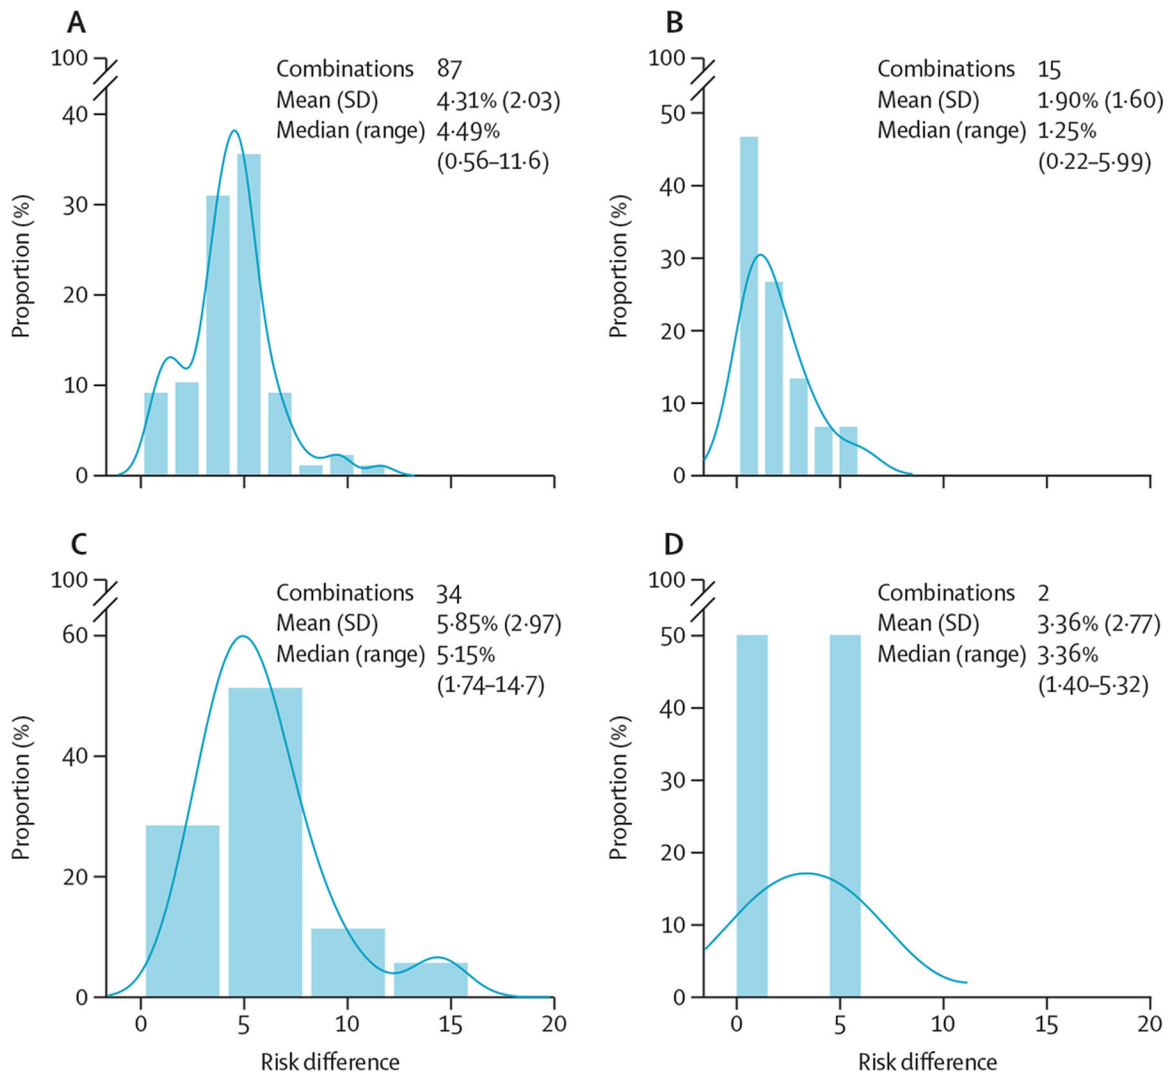 A
Combinations 87
Mean (SD) 4·31% (2·03)
Median (range) 4·49%
(0·56–11·6)
100
40
30
20
10
0
Proportion (%)
0 5 10 15 20
B
Combinations 15
Mean (SD) 1·90% (1·60)
Median (range) 1·25%
(0·22–5·99)
100
50
40
30
20
10
0
Proportion (%)
0 5 10 15 20
C
Combinations 34
Mean (SD) 5·85% (2·97)
Median (range) 5·15%
(1·74–14·7)
100
60
40
20
0
Proportion (%)
Risk difference
D
Combinations 2
Mean (SD) 3·36% (2·77)
Median (range) 3·36%
(1·40–5·32)
100
50
40
30
20
10
0
Proportion (%)
Risk difference